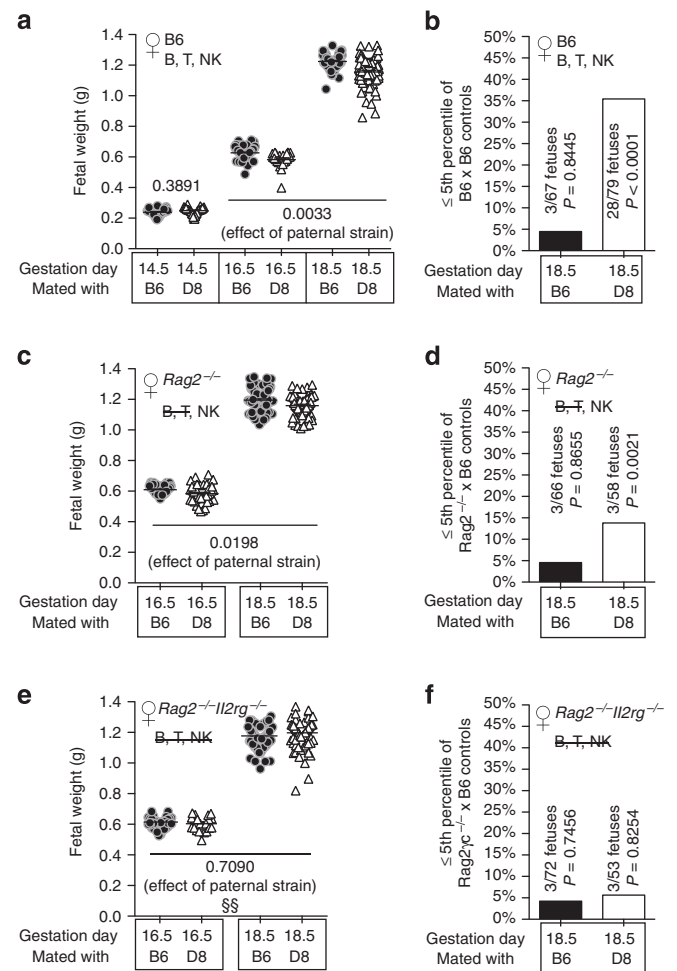 a
1.4
1.2
1.0
0.8
0.6
0.4
0.2
0.0
Fetal weight (g)
♀ B6
B, T, NK
0.3891
0.0033
(effect of paternal strain)
Gestation day 14.5 14.5 16.5 16.5 18.5 18.5
Mated with B6 D8 B6 D8 B6 D8
b
50%
45%
40%
35%
30%
25%
20%
15%
10%
5%
0%
≤ 5th percentile of
B6 x B6 controls
♀ B6
B, T, NK
3/67 fetuses
P = 0.8445
28/79 fetuses
P < 0.0001
Gestation day 18.5 18.5
Mated with B6 D8
c
1.4
1.2
1.0
0.8
0.6
0.4
0.2
0.0
Fetal weight (g)
♀ Rag2−/−
B, T, NK
0.0198
(effect of paternal strain)
Gestation day 16.5 16.5 18.5 18.5
Mated with B6 D8 B6 D8
d
50%
45%
40%
35%
30%
25%
20%
15%
10%
5%
0%
≤ 5th percentile of
Rag2−/− x B6 controls
♀ Rag2−/−
B, T, NK
3/66 fetuses
P = 0.8655
3/58 fetuses
P = 0.0021
Gestation day 18.5 18.5
Mated with B6 D8
e
1.4
1.2
1.0
0.8
0.6
0.4
0.2
0.0
Fetal weight (g)
♀ Rag2−/−Il2rg−/−
B, T, NK
0.7090
(effect of paternal strain)
§§
Gestation day 16.5 16.5 18.5 18.5
Mated with B6 D8 B6 D8
f
50%
45%
40%
35%
30%
25%
20%
15%
10%
5%
0%
≤ 5th percentile of
Rag2γc−/− x B6 controls
♀ Rag2−/−Il2rg−/−
B, T, NK
3/72 fetuses
P = 0.7456
3/53 fetuses
P = 0.8254
Gestation day 18.5 18.5
Mated with B6 D8